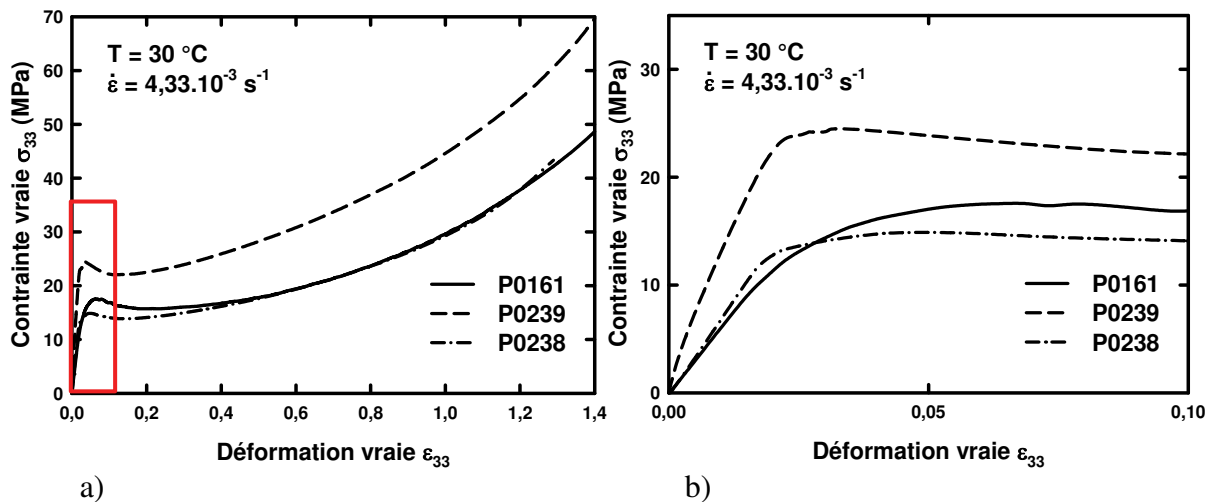 70
60
50
40
30
20
10
0
Contrainte vraie σ33 (MPa)
T = 30 °C
ε̇ = 4,33.10-3 s-1
P0161
P0239
P0238
0,0 0,2 0,4 0,6 0,8 1,0 1,2 1,4
Déformation vraie ε33
a)
30
20
10
0
Contrainte vraie σ33 (MPa)
T = 30 °C
ε̇ = 4,33.10-3 s-1
P0161
P0239
P0238
0,00 0,05 0,10
Déformation vraie ε33
b)